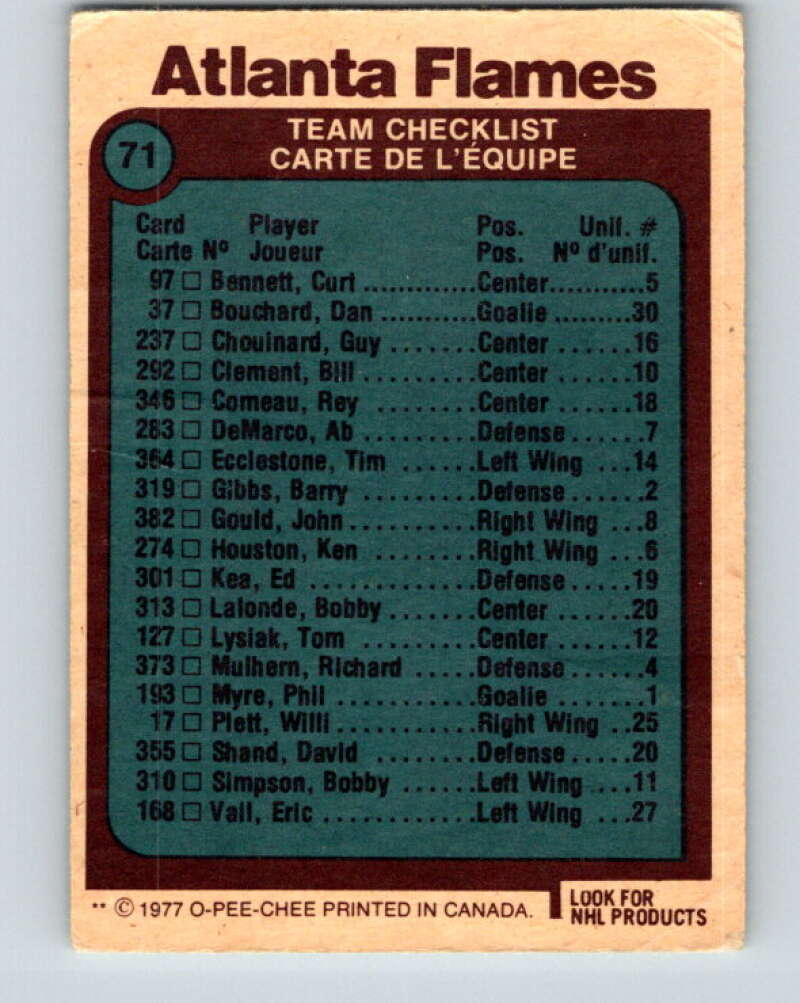 Atlanta Flames
71
TEAM CHECKLIST
CARTE DE L'ÉQUIPE
Card Player Pos. Unif. #
Carte Nº Joueur Pos. Nº d'unif.
97 □ Bennett, Curt .............Center...........5
37 □ Bouchard, Dan ...........Goalie .........30
237 □ Chouinard, Guy .......Center ......16
292 □ Clement, Bill ..........Center ......10
346 □ Comeau, Rey ........Center ......18
283 □ DeMarco, Ab ..........Defense......7
364 □ Ecclestone, Tim ......Left Wing ...14
319 □ Gibbs, Barry ..........Defense......2
382 □ Gould, John...........Right Wing ...8
274 □ Houston, Ken ........Right Wing ...6
301 □ Kea, Ed ...............Defense.....19
313 □ Lalonde, Bobby.......Center ......20
127 □ Lysiak, Tom ..........Center ......12
373 □ Mulhern, Richard .....Defense......4
193 □ Myre, Phil ............Goalie .......1
17 □ Plett, Willi ............Right Wing ..25
355 □ Shand, David ........Defense.....20
310 □ Simpson, Bobby ......Left Wing ...11
168 □ Vail, Eric .............Left Wing ...27
** © 1977 O-PEE-CHEE PRINTED IN CANADA.
LOOK FOR
NHL PRODUCTS